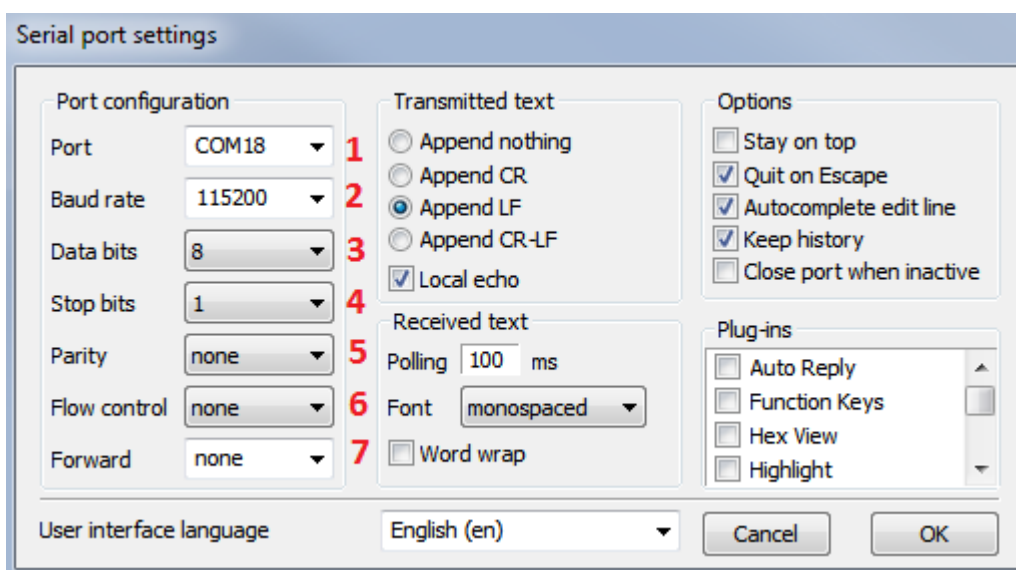 Serial port settings
Port configuration
Port COM18 1
Baud rate 115200 2
Data bits 8 3
Stop bits 1 4
Parity none 5
Flow control none 6
Forward none 7
Transmitted text
Append nothing
Append CR
Append LF
Append CR-LF
Local echo
Received text
Polling 100 ms
Font monospaced
Word wrap
Options
Stay on top
Quit on Escape
Autocomplete edit line
Keep history
Close port when inactive
Plug-ins
Auto Reply
Function Keys
Hex View
Highlight
User interface language English (en) Cancel OK